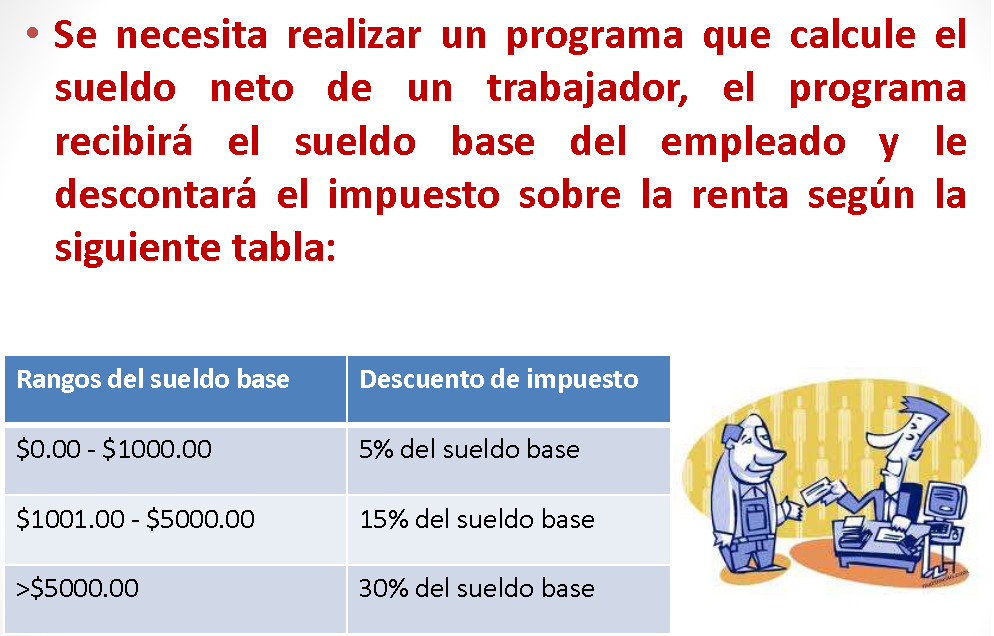 • Se necesita realizar un programa que calcule el
sueldo neto de un trabajador, el programa
recibirá el sueldo base del empleado y le
descontará el impuesto sobre la renta según la
siguiente tabla:
Rangos del sueldo base Descuento de impuesto
$0.00 - $1000.00 5% del sueldo base
$1001.00 - $5000.00 15% del sueldo base
>$5000.00 30% del sueldo base